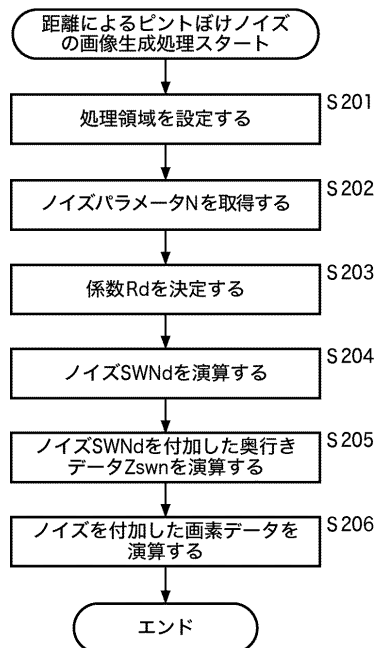 距離によるピントぼけノイズ
の画像生成処理スタート
S201
処理領域を設定する
S202
ノイズパラメータNを取得する
S203
係数Rdを決定する
S204
ノイズSWNdを演算する
S205
ノイズSWNdを付加した奥行き
データZswnを演算する
S206
ノイズを付加した画素データを
演算する
エンド